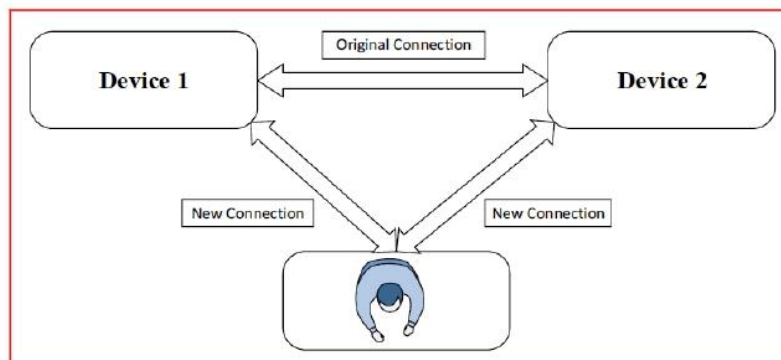 Original Connection
Device 1
Device 2
New Connection
New Connection